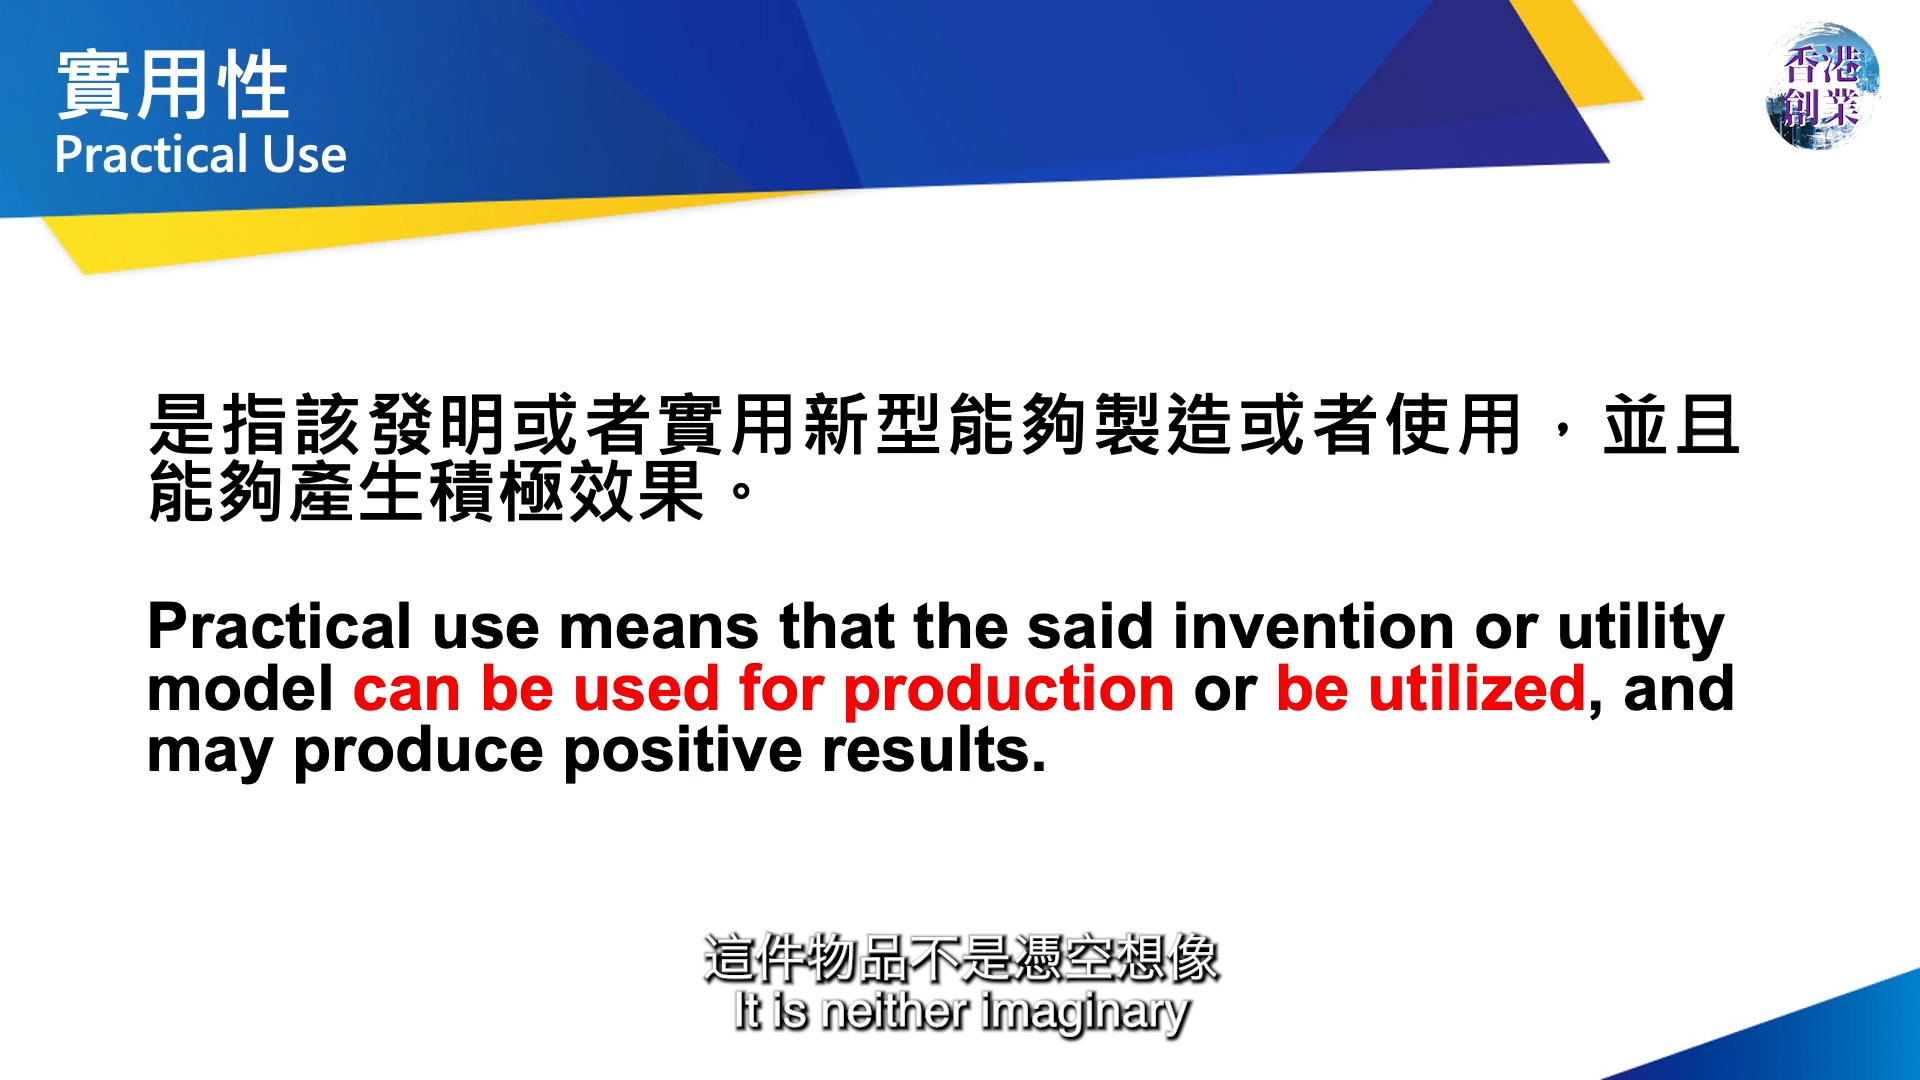 實用性
Practical Use
香港
創業
是指該發明或者實用新型能夠製造或者使用，並且
能夠產生積極效果。
Practical use means that the said invention or utility
model can be used for production or be utilized, and
may produce positive results.
這件物品不是憑空想像
It is neither imaginary